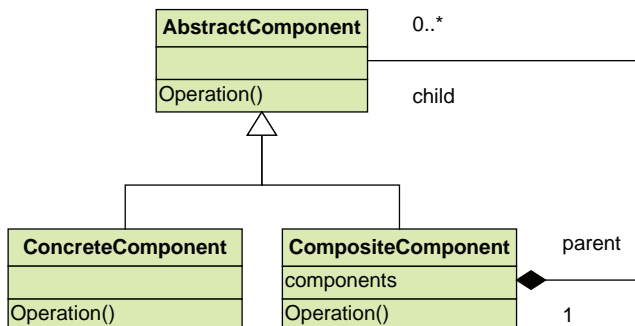 AbstractComponent
0..*
Operation()
child
ConcreteComponent
Operation()
CompositeComponent
components
Operation()
parent
1